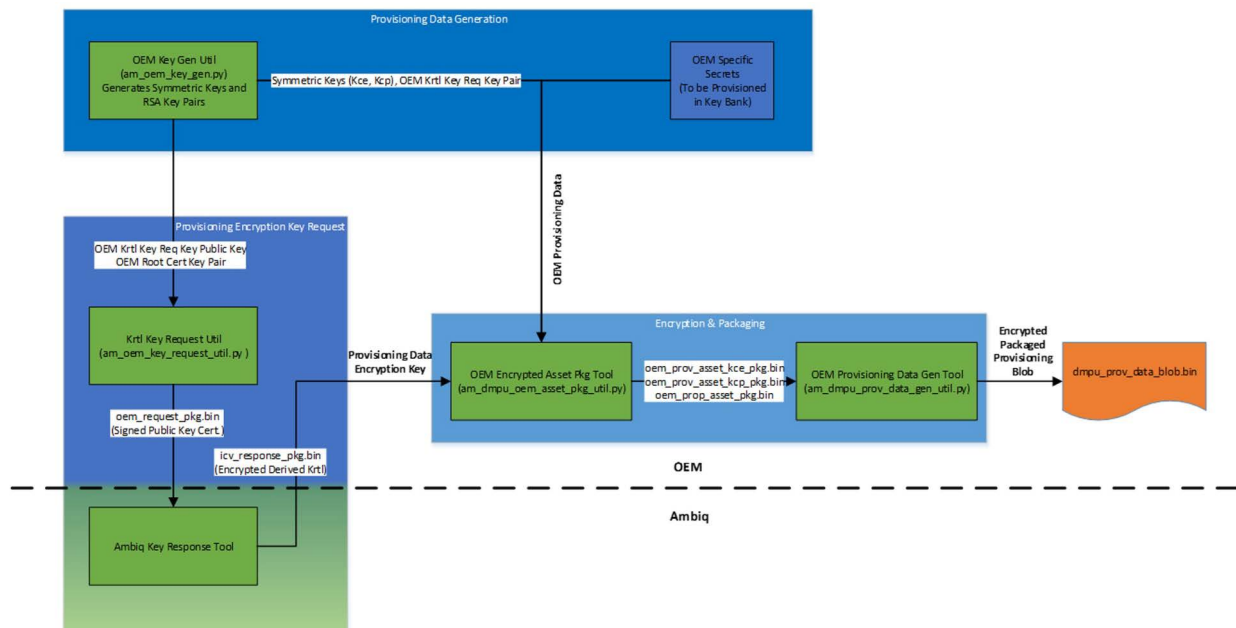 Provisioning Data Generation
OEM Key Gen Util
(am_oem_key_gen.py)
Generates Symmetric Keys and
RSA Key Pairs
Symmetric Keys (Kce, Kcp), OEM Krtl Key Req Key Pair
OEM Specific
Secrets
(To be Provisioned
in Key Bank)
OEM Provisioning Data
Provisioning Encryption Key Request
OEM Krtl Key Req Key Public Key
OEM Root Cert Key Pair
Krtl Key Request Util
(am_oem_key_request_util.py )
oem_request_pkg.bin
(Signed Public Key Cert.)
Provisioning Data
Encryption Key
icv_response_pkg.bin
(Encrypted Derived Krtl)
Encryption & Packaging
OEM Encrypted Asset Pkg Tool
(am_dmpu_oem_asset_pkg_util.py)
oem_prov_asset_kce_pkg.bin
oem_prov_asset_kcp_pkg.bin
oem_prop_asset_pkg.bin
OEM Provisioning Data Gen Tool
(am_dmpu_prov_data_gen_util.py)
Encrypted
Packaged
Provisioning
Blob
dmpu_prov_data_blob.bin
OEM
Ambiq
Ambiq Key Response Tool